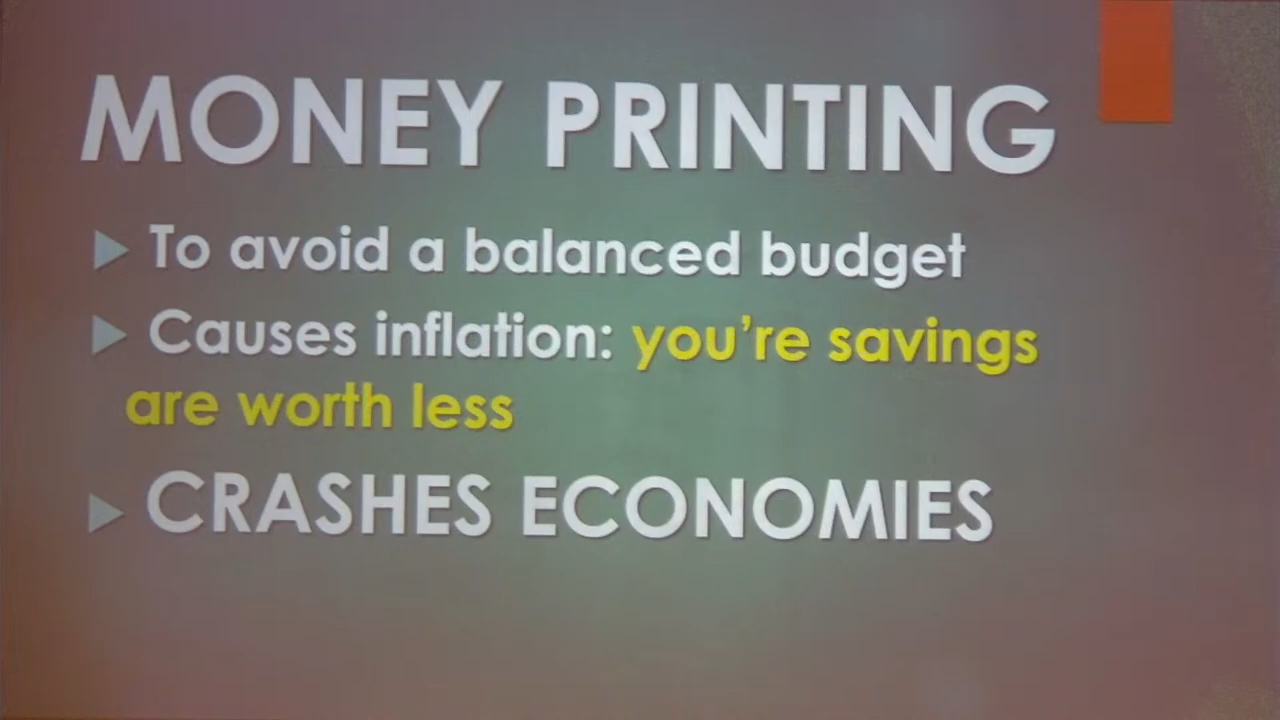 MONEY PRINTING
To avoid a balanced budget
Causes inflation: you're savings
are worth less
CRASHES ECONOMIES